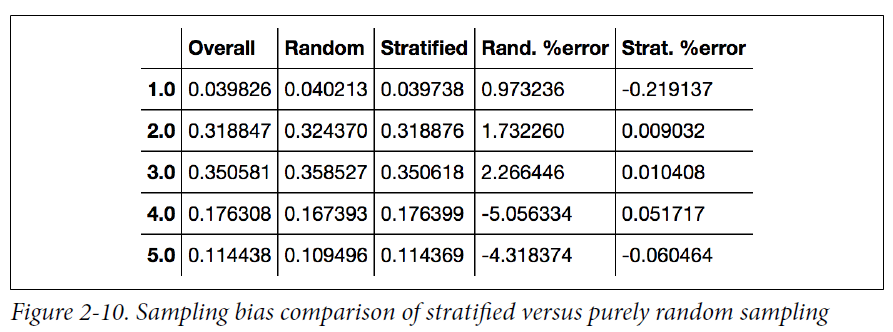 Overall Random Stratified Rand. %error Strat. %error
1.0 0.039826 0.040213 0.039738 0.973236 -0.219137
2.0 0.318847 0.324370 0.318876 1.732260 0.009032
3.0 0.350581 0.358527 0.350618 2.266446 0.010408
4.0 0.176308 0.167393 0.176399 -5.056334 0.051717
5.0 0.114438 0.109496 0.114369 -4.318374 -0.060464
Figure 2-10. Sampling bias comparison of stratified versus purely random sampling